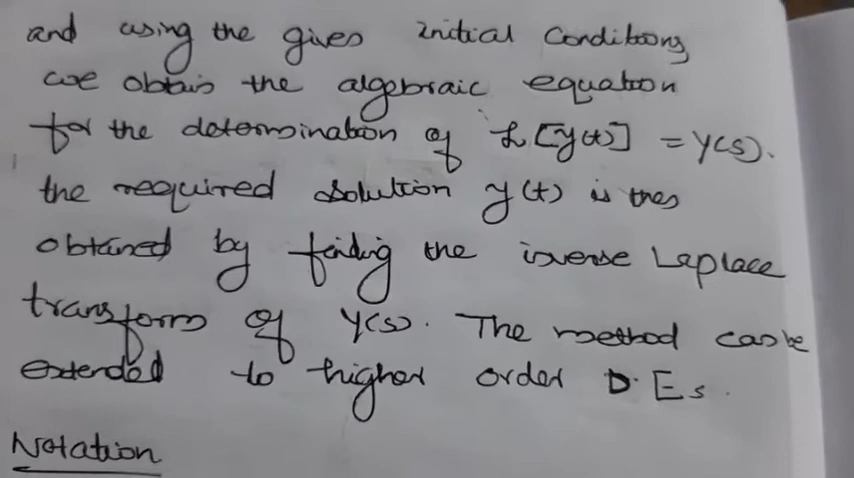 and using the given initial conditions
we obtain the algebraic equation
for the determination of L[y(t)] = Y(s).
the required solution y(t) is then
obtained by finding the inverse Laplace
transform of Y(s). The method can be
extended to higher order D.Es.
Notation